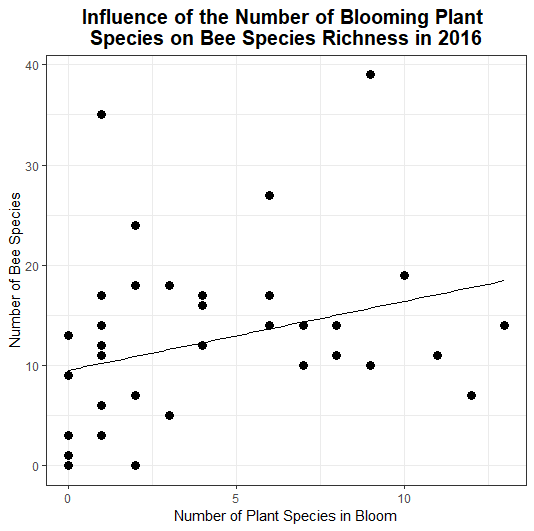 Influence of the Number of Blooming Plant
Species on Bee Species Richness in 2016
40
30
20
10
0
Number of Bee Species
0 5 10
Number of Plant Species in Bloom